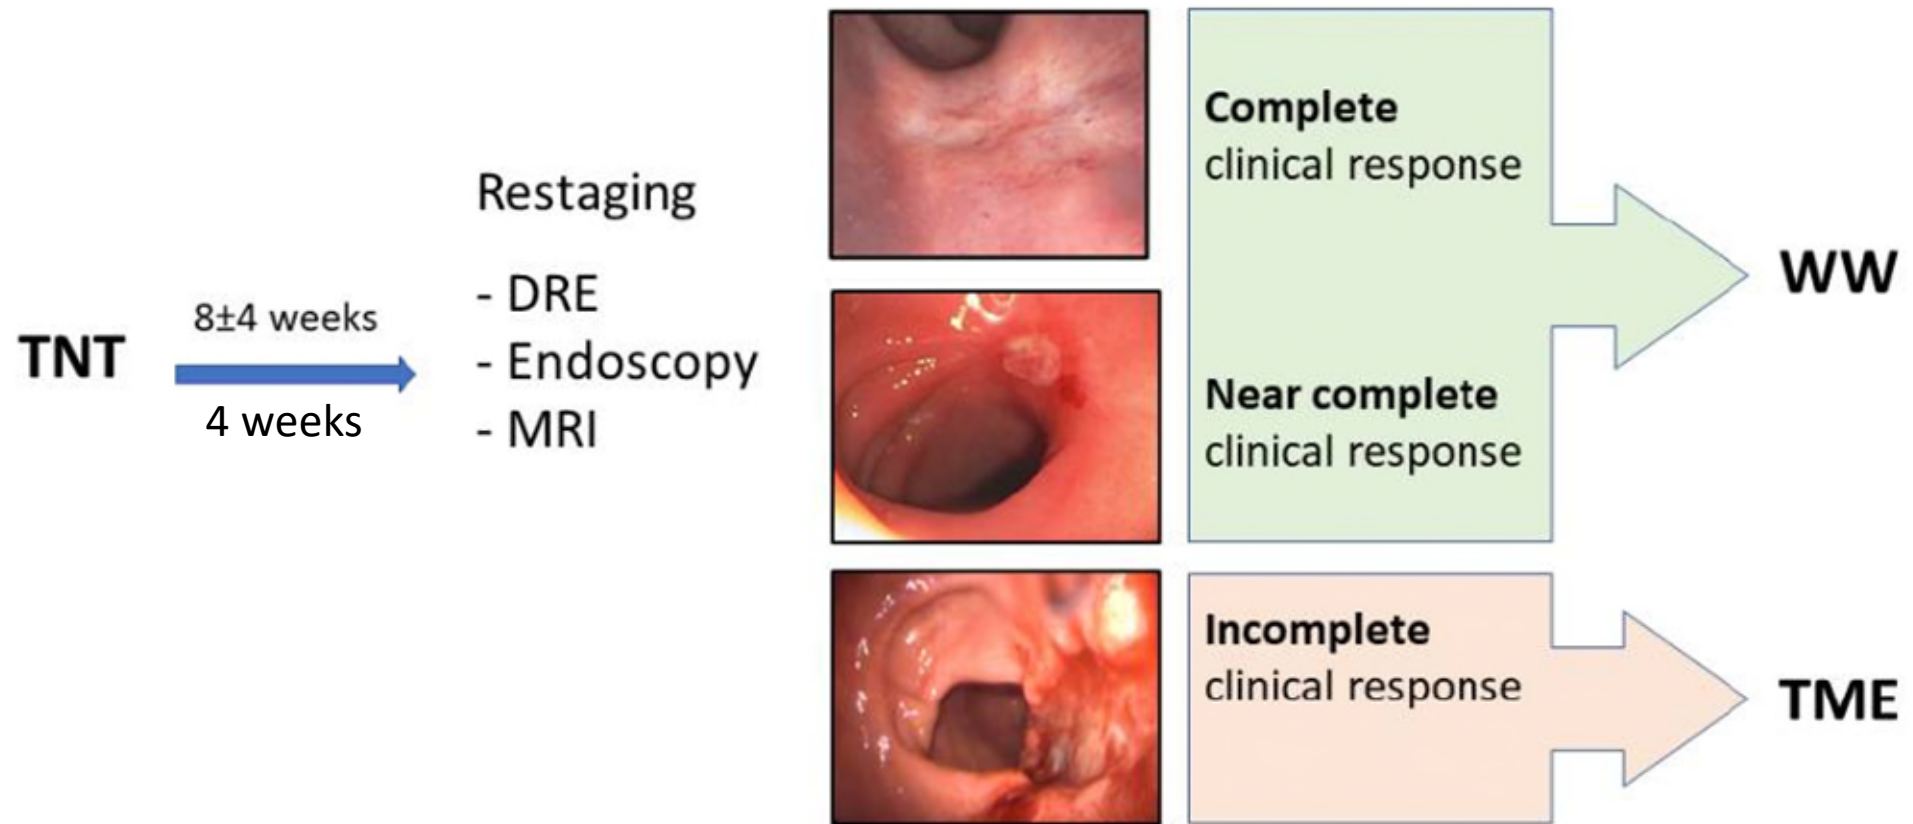 TNT
8±4 weeks
4 weeks
Restaging
- DRE
- Endoscopy
- MRI
Complete
clinical response
Near complete
clinical response
WW
Incomplete
clinical response
TME